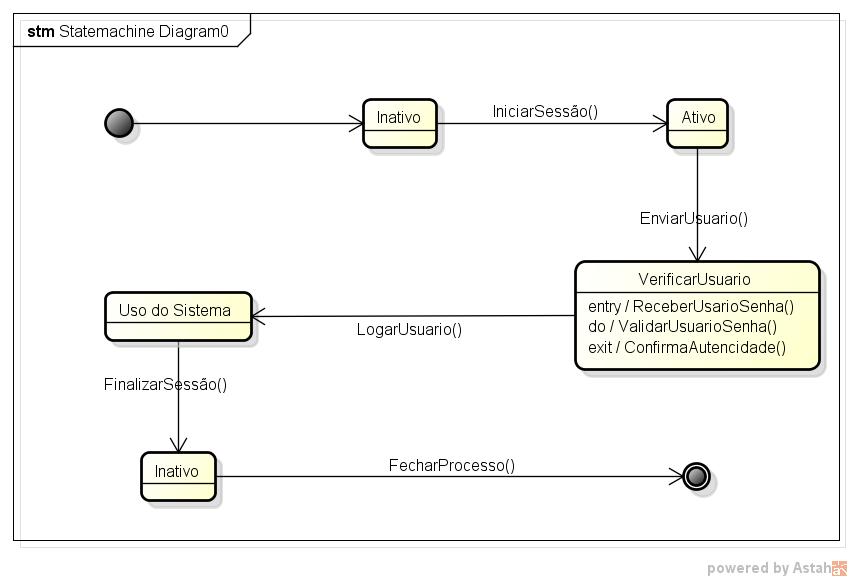 stm Statemachine Diagram0
Inativo
IniciarSessão()
Ativo
EnviarUsuario()
VerificarUsuario
entry / ReceberUsarioSenha()
do / ValidarUsuarioSenha()
exit / ConfirmaAutencidade()
Uso do Sistema
LogarUsuario()
FinalizarSessão()
Inativo
FecharProcesso()
powered by Astah